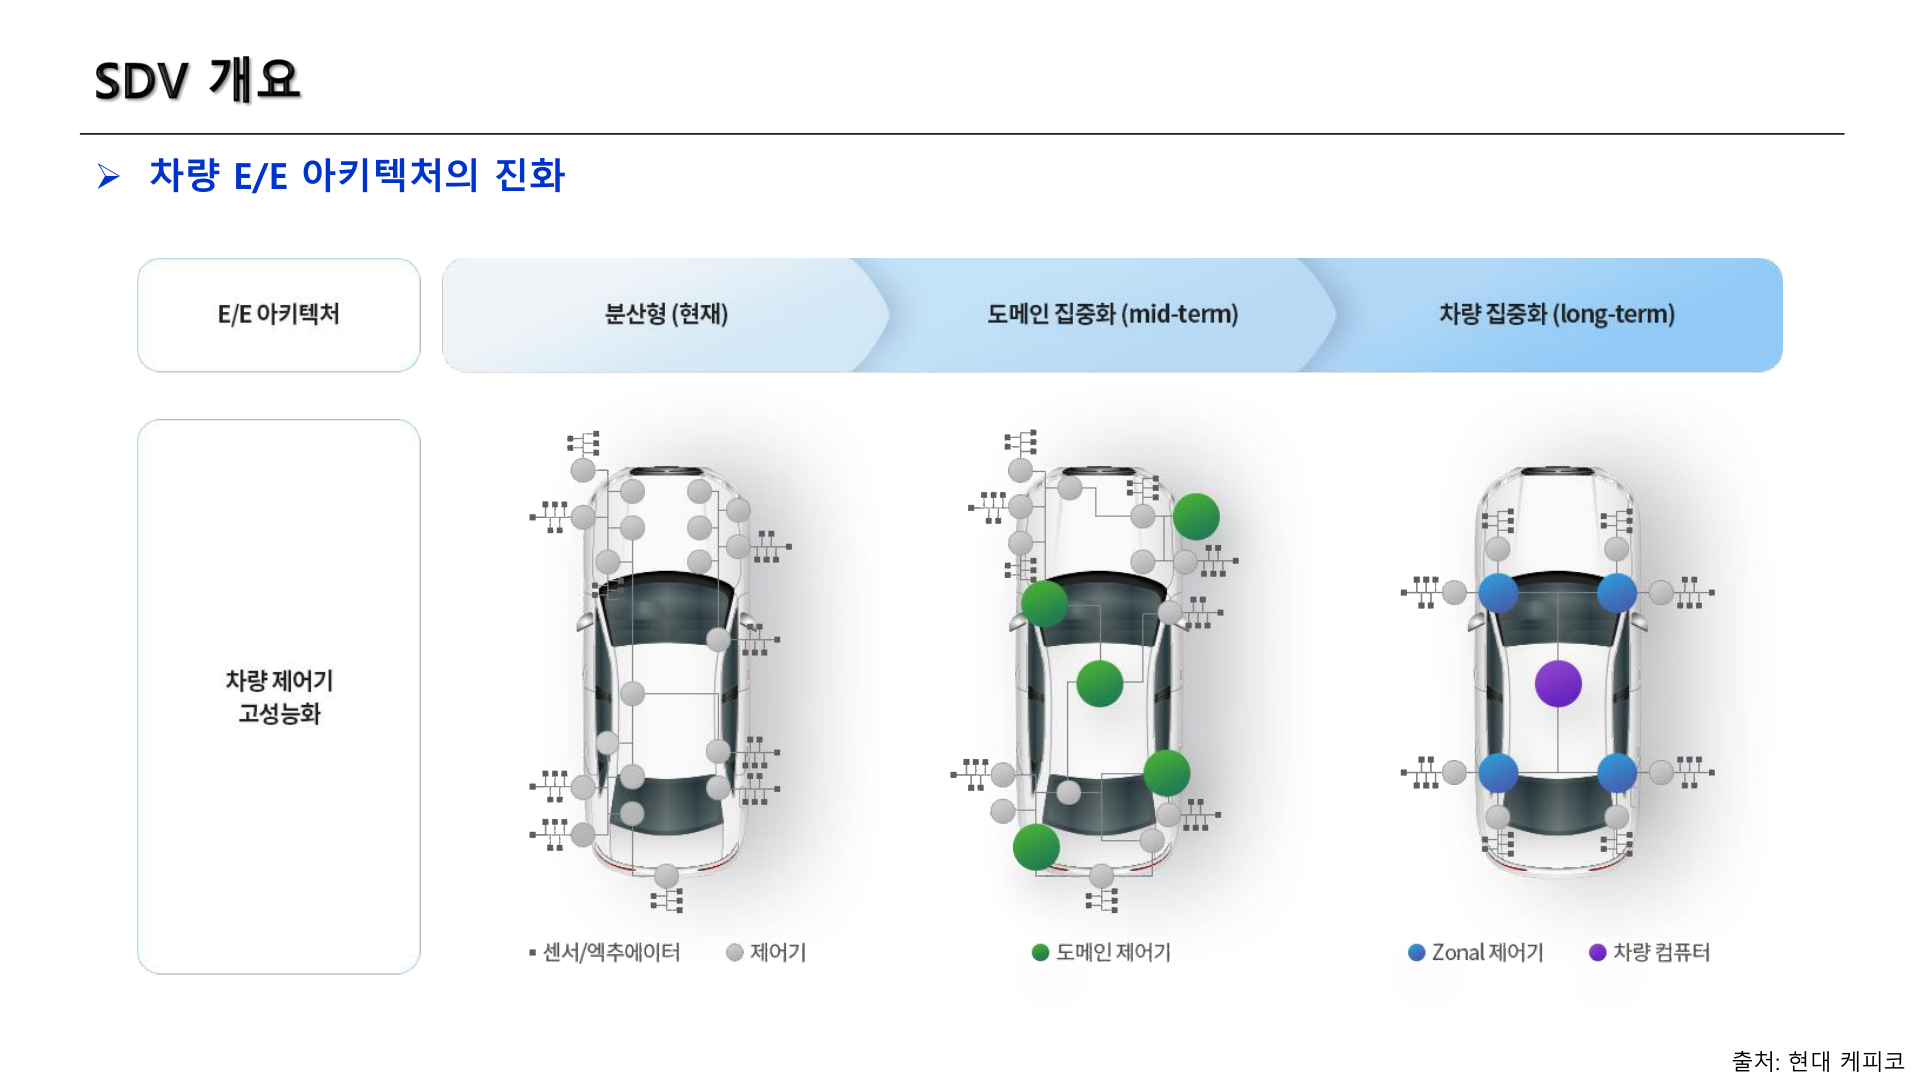 SDV 개요
➢ 차량 E/E 아키텍처의 진화
E/E 아키텍처
분산형 (현재)
도메인 집중화 (mid-term)
차량 집중화 (long-term)
차량 제어기
고성능화
센서/엑추에이터
제어기
도메인 제어기
Zonal 제어기
차량 컴퓨터
출처: 현대 케피코